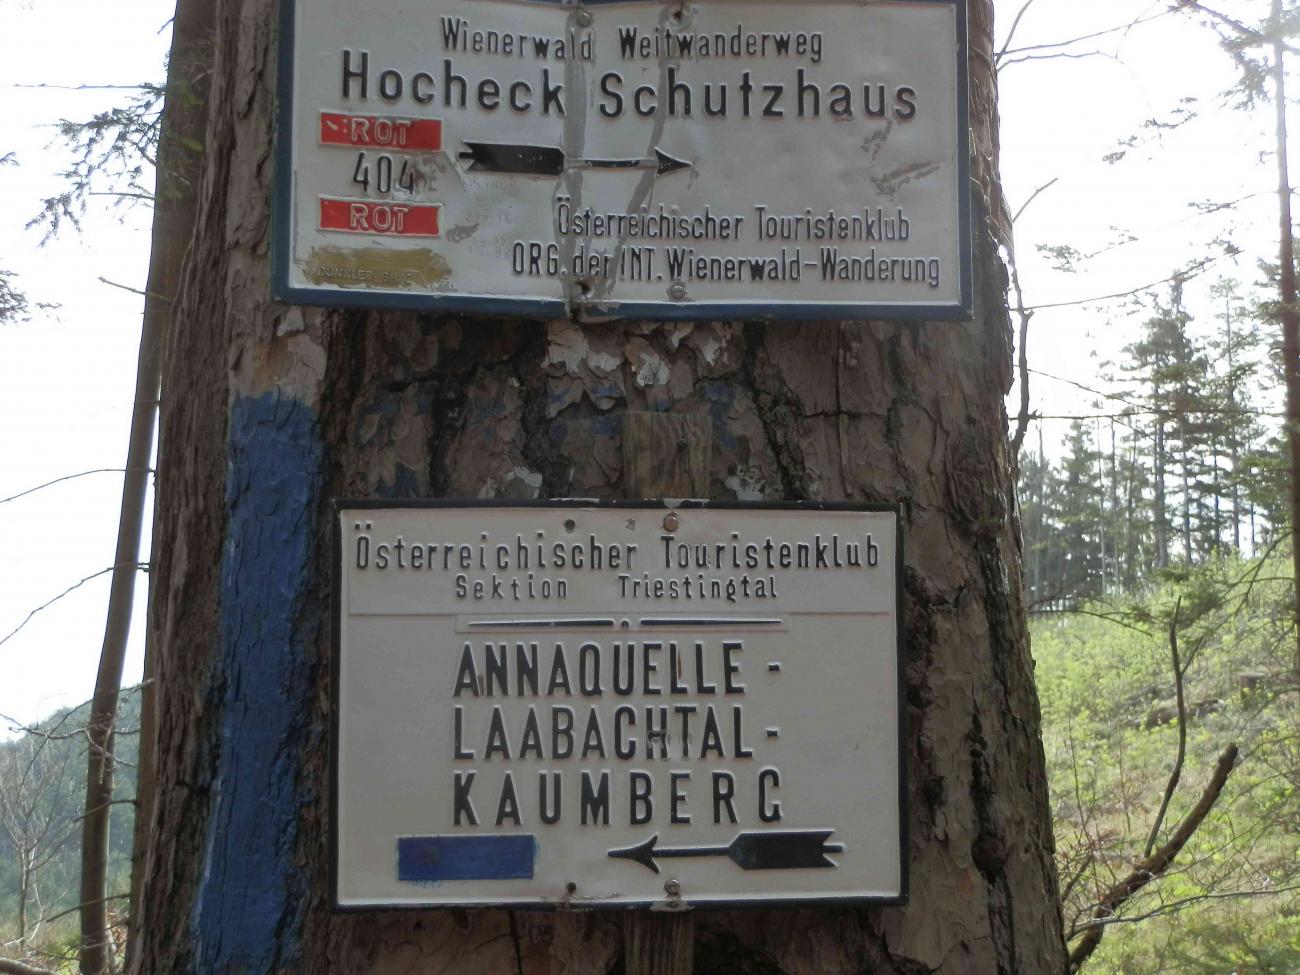 Wienerwald Weitwanderweg
Hocheck Schutzhaus
ROT
404
ROT
Österreichischer Touristenklub
ORG. der INT. Wienerwald-Wanderung
Österreichischer Touristenklub
Sektion Triestingtal
ANNAQUELLE -
LAABACHTAL -
KAUMBERG